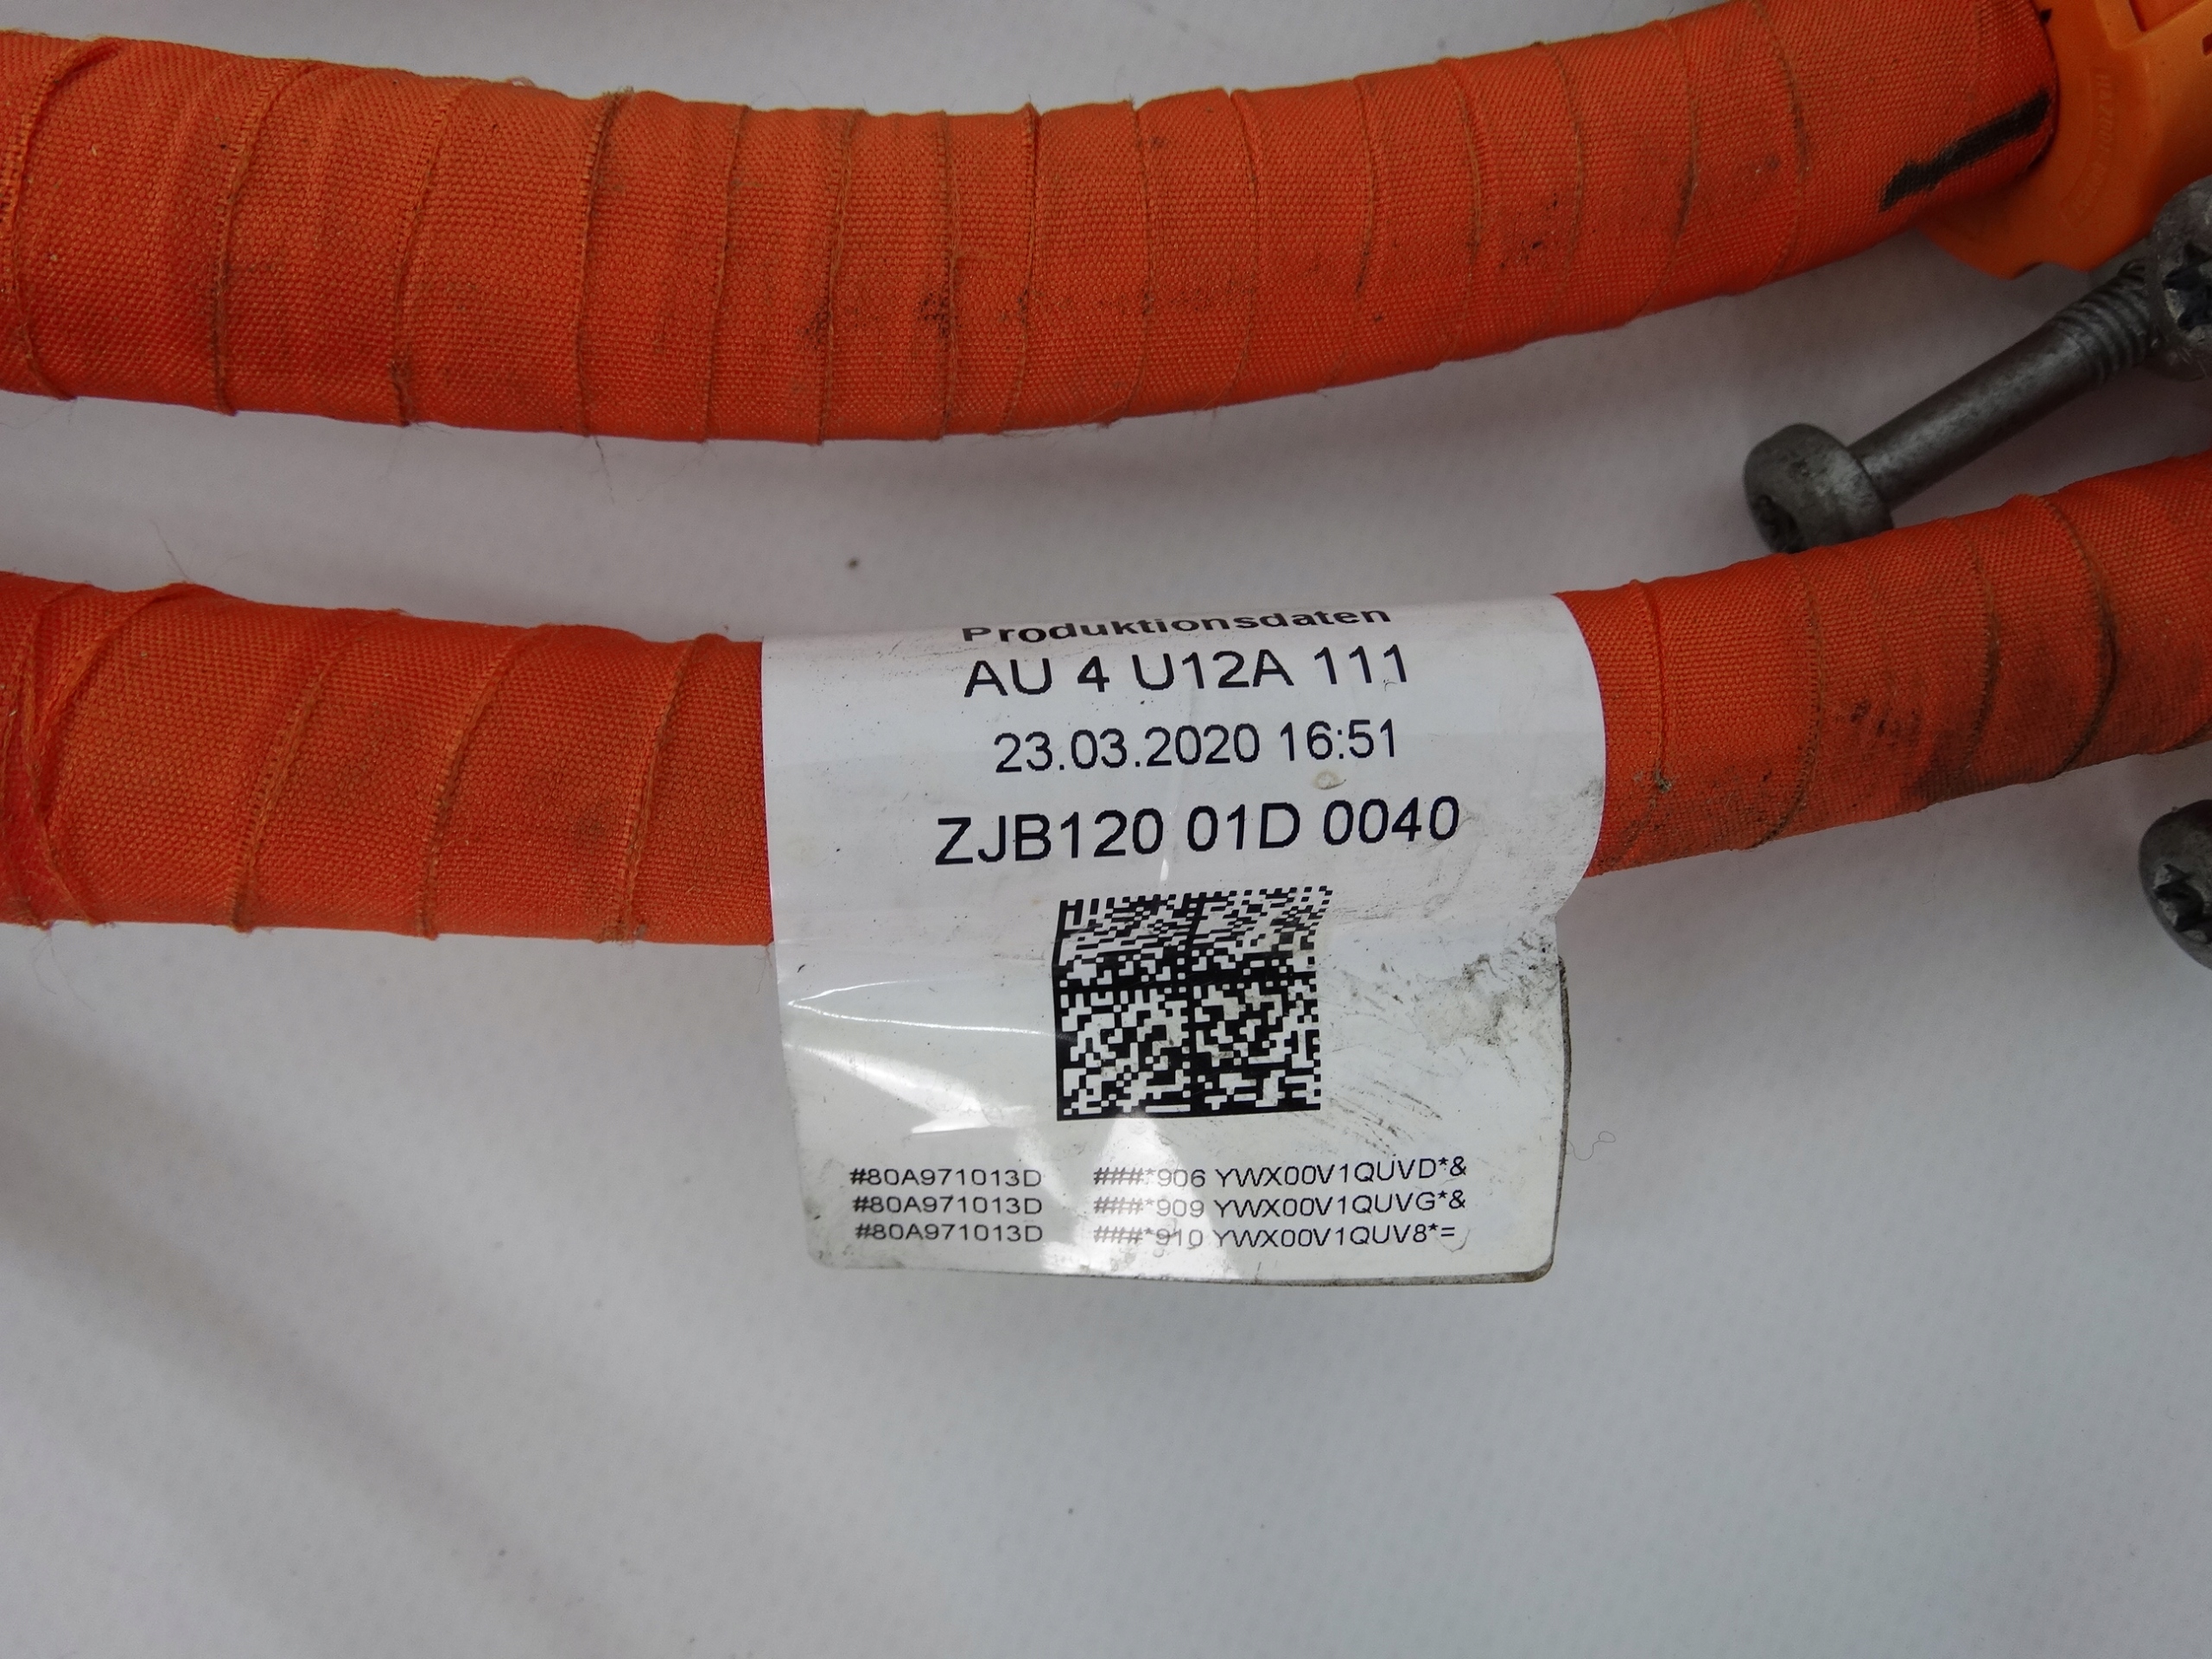 Produktionsdaten
AU 4 U12A 111
23.03.2020 16:51
ZJB120 01D 0040
#80A971013D ###*906 YWX00V1QUVD*&
#80A971013D ###*909 YWX00V1QUVG*&
#80A971013D ###*910 YWX00V1QUV8*=